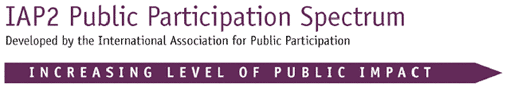 IAP2 Public Participation Spectrum
Developed by the International Association for Public Participation
INCREASING LEVEL OF PUBLIC IMPACT